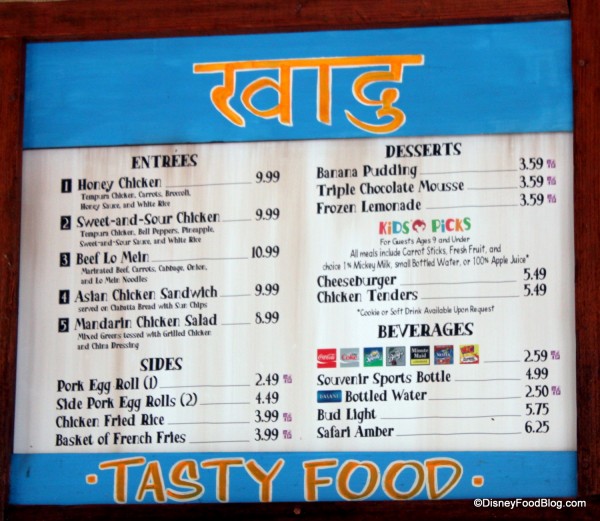 रवादु
ENTREES
1 Honey Chicken 9.99
Tempura Chicken, Carrots, Broccoli,
Honey Sauce, and White Rice
2 Sweet-and-Sour Chicken 9.99
Tempura Chicken, Bell Peppers, Pineapple,
Sweet-and-Sour Sauce, and White Rice
3 Beef Lo Mein 10.99
Marinated Beef, Carrots, Cabbage, Onion,
and Lo Mein Noodles
4 Asian Chicken Sandwich 9.99
served on Ciabatta Bread with Sun Chips
5 Mandarin Chicken Salad 8.99
Mixed Greens tossed with Grilled Chicken
and China Dressing
SIDES
Pork Egg Roll (1) 2.49
Side Pork Egg Rolls (2) 4.49
Chicken Fried Rice 3.99
Basket of French Fries 3.99
DESSERTS
Banana Pudding 3.59
Triple Chocolate Mousse 3.59
Frozen Lemonade 3.59
KiDS' PiCKS
For Guests Ages 9 and Under
All meals include Carrot Sticks, Fresh Fruit, and
choice 1% Mickey Milk, small Bottled Water, or 100% Apple Juice*
Cheeseburger 5.49
Chicken Tenders 5.49
*Cookie or Soft Drink Available Upon Request
BEVERAGES
Coca-Cola Minute Maid 2.59
Souvenir Sports Bottle 4.99
DASANI Bottled Water 2.50
Bud Light 5.75
Safari Amber 6.25
·TASTY FOOD·
©DisneyFoodBlog.com